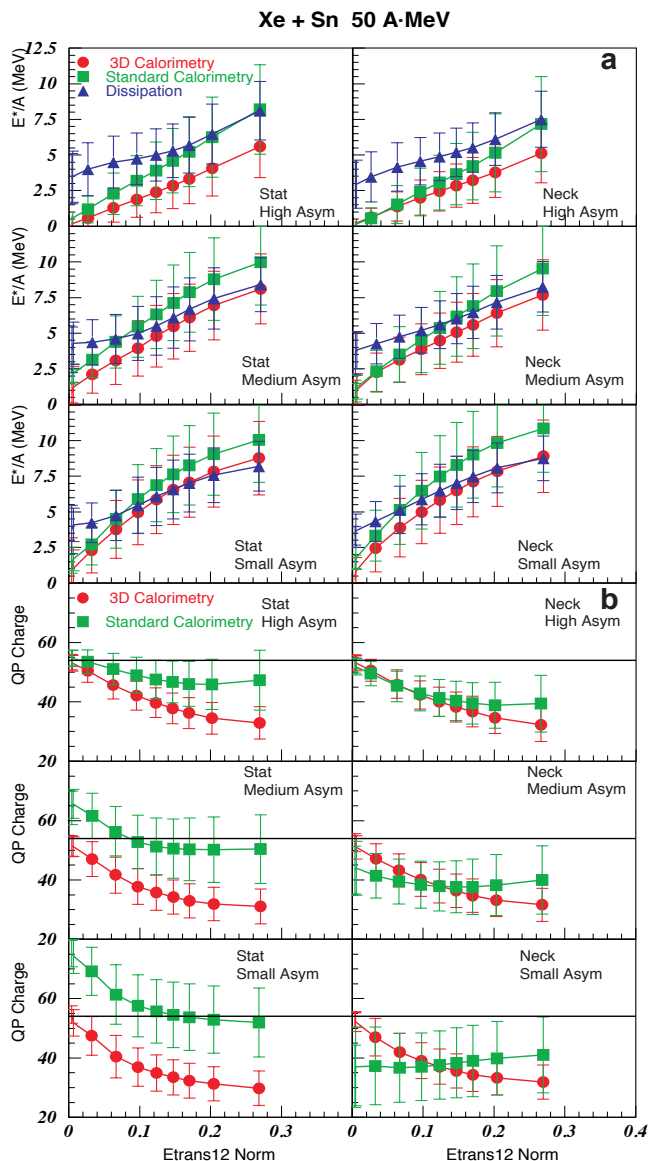 Xe + Sn 50 A·MeV
12.5
10
7.5
5
2.5
0
E*/A (MeV)
3D Calorimetry
Standard Calorimetry
Dissipation
a
Stat
High Asym
Neck
High Asym
10
7.5
5
2.5
0
E*/A (MeV)
Stat
Medium Asym
Neck
Medium Asym
10
7.5
5
2.5
0
E*/A (MeV)
Stat
Small Asym
Neck
Small Asym
60
40
20
QP Charge
3D Calorimetry
Standard Calorimetry
b
Stat
High Asym
Neck
High Asym
60
40
20
QP Charge
Stat
Medium Asym
Neck
Medium Asym
60
40
20
QP Charge
Stat
Small Asym
Neck
Small Asym
0 0.1 0.2 0.3 0 0.1 0.2 0.3 0.4
Etrans12 Norm Etrans12 Norm